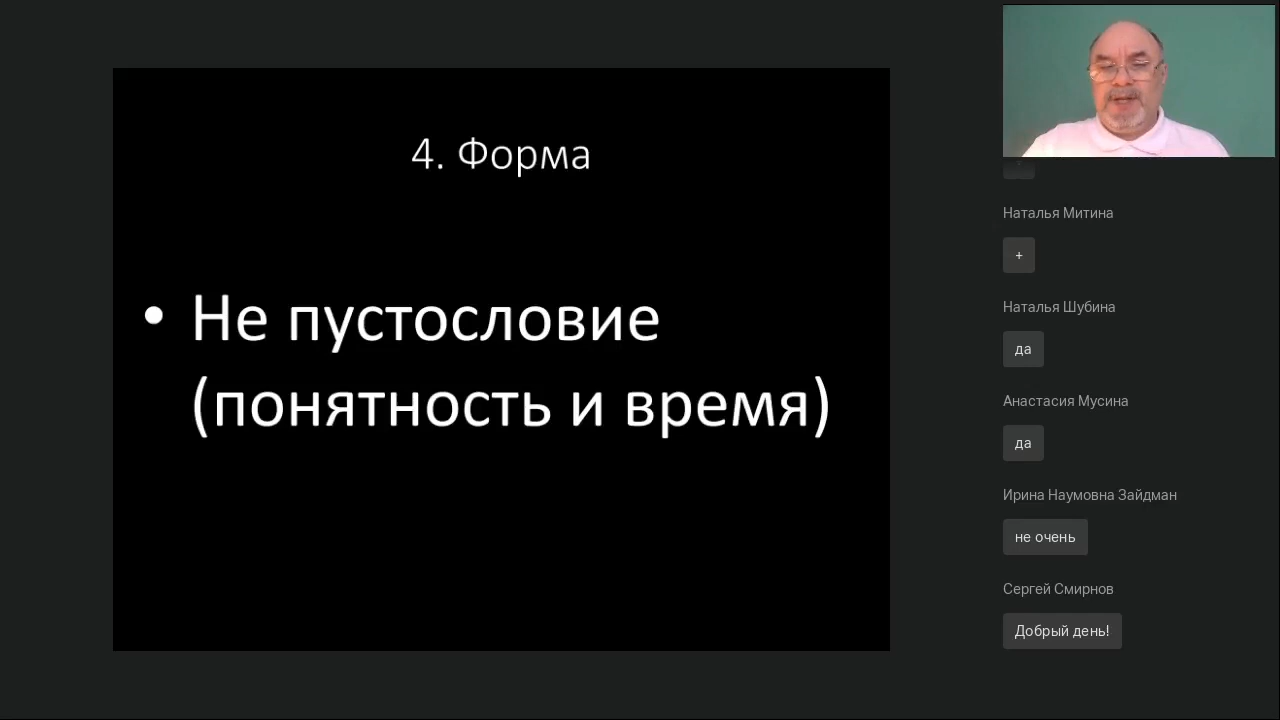 4. Форма
• Не пустословие
(понятность и время)
Наталья Митина
+
Наталья Шубина
да
Анастасия Мусина
да
Ирина Наумовна Зайдман
не очень
Сергей Смирнов
Добрый день!